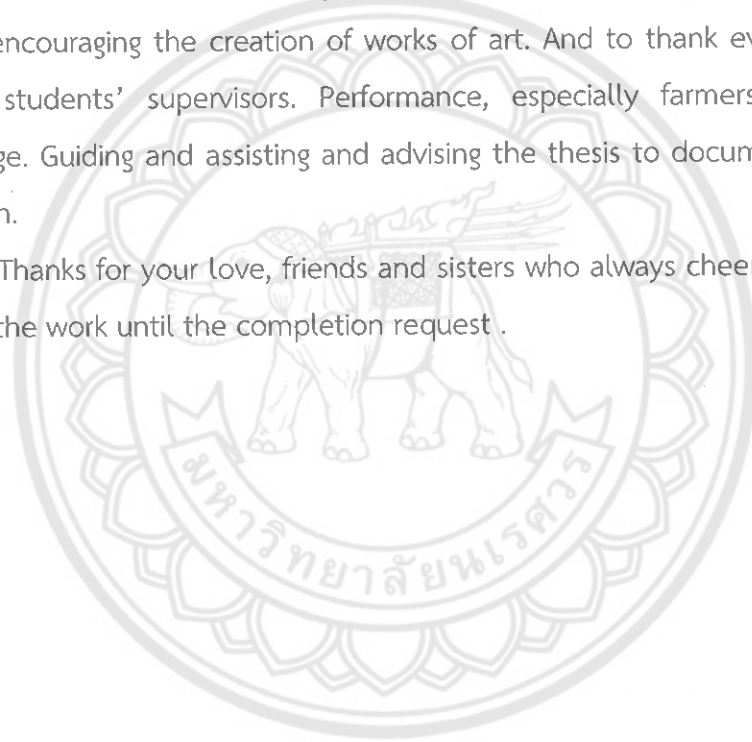 encouraging the creation of works of art. And to thank ev
students' supervisors. Performance, especially farmers
ge. Guiding and assisting and advising the thesis to docum
n.
Thanks for your love, friends and sisters who always cheer
the work until the completion request .
มหาวิทยาลัยนเรศวร